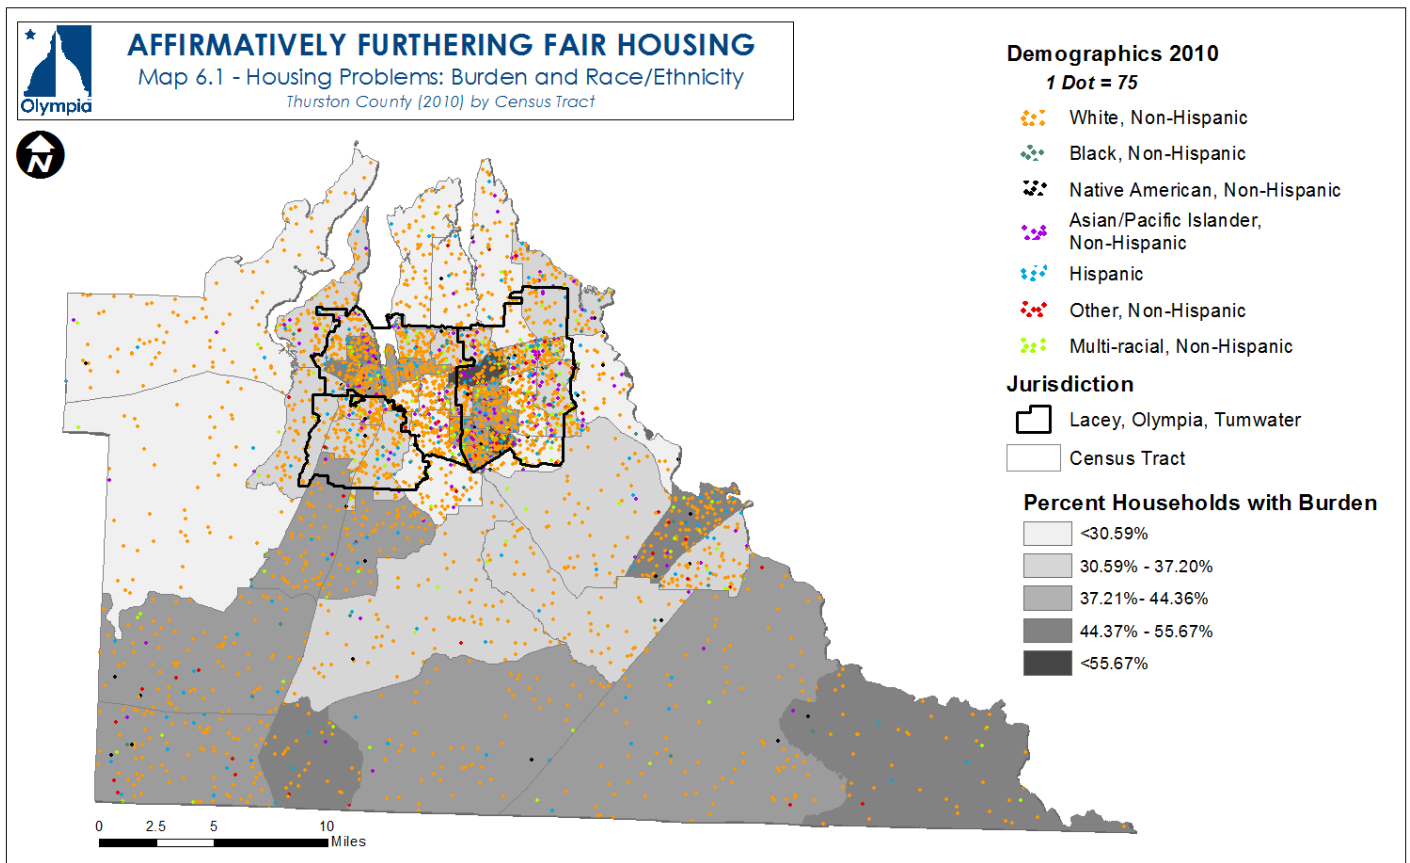 AFFIRMATIVELY FURTHERING FAIR HOUSING
Map 6.1 - Housing Problems: Burden and Race/Ethnicity
Thurston County (2010) by Census Tract
Olympia
N
Demographics 2010
1 Dot = 75
White, Non-Hispanic
Black, Non-Hispanic
Native American, Non-Hispanic
Asian/Pacific Islander,
Non-Hispanic
Hispanic
Other, Non-Hispanic
Multi-racial, Non-Hispanic
Jurisdiction
Lacey, Olympia, Tumwater
Census Tract
Percent Households with Burden
<30.59%
30.59% - 37.20%
37.21%- 44.36%
44.37% - 55.67%
<55.67%
0 2.5 5 10
Miles